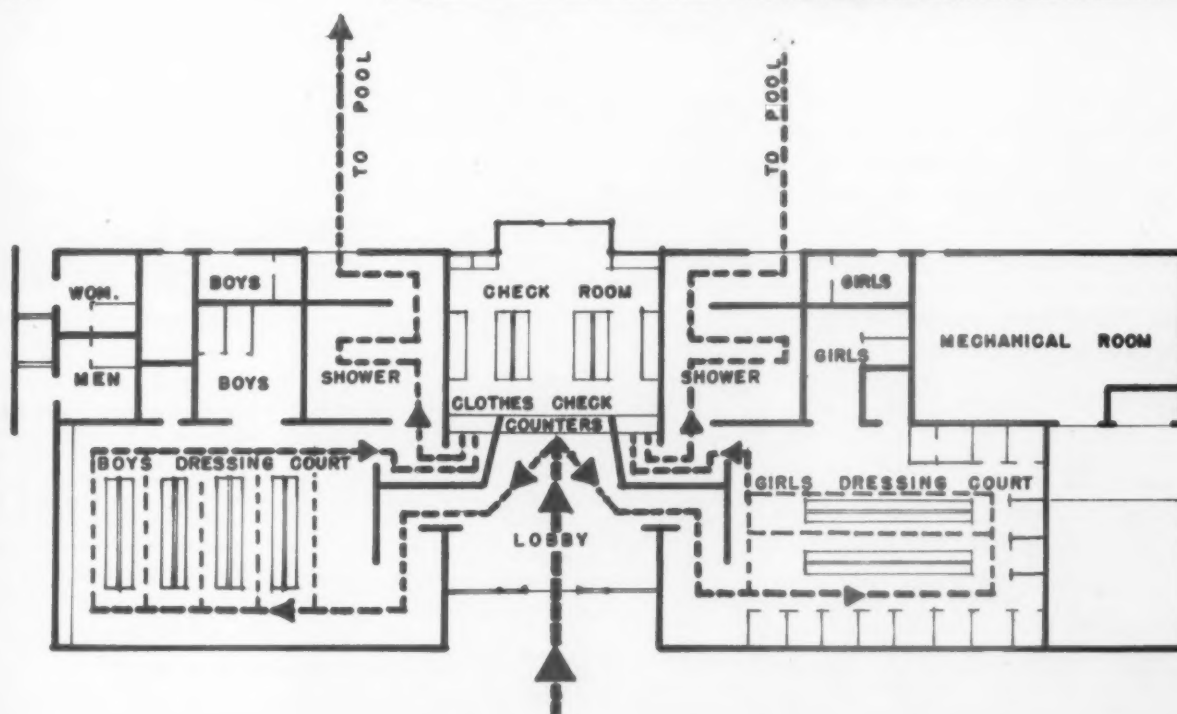 TO POOL
TO POOL
WOM.
BOYS
CHECK ROOM
GIRLS
MECHANICAL ROOM
MEN
BOYS
SHOWER
SHOWER
GIRLS
CLOTHES CHECK
COUNTERS
BOYS DRESSING COURT
GIRLS DRESSING COURT
LOBBY